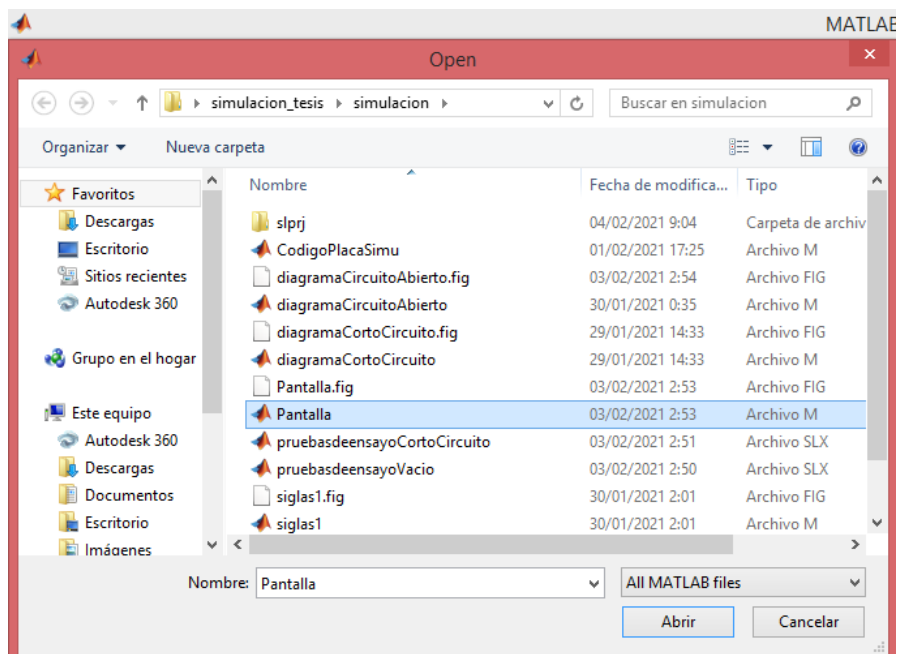 MATLAB
Open
simulacion_tesis simulacion Buscar en simulacion
Organizar Nueva carpeta
Nombre Fecha de modifica... Tipo
Favoritos
Descargas
Escritorio
Sitios recientes
Autodesk 360
Grupo en el hogar
Este equipo
Autodesk 360
Descargas
Documentos
Escritorio
Imágenes
slprj 04/02/2021 9:04 Carpeta de archiv
CodigoPlacaSimu 01/02/2021 17:25 Archivo M
diagramaCircuitoAbierto.fig 03/02/2021 2:54 Archivo FIG
diagramaCircuitoAbierto 30/01/2021 0:35 Archivo M
diagramaCortoCircuito.fig 29/01/2021 14:33 Archivo FIG
diagramaCortoCircuito 29/01/2021 14:33 Archivo M
Pantalla.fig 03/02/2021 2:53 Archivo FIG
Pantalla 03/02/2021 2:53 Archivo M
pruebasdeensayoCortoCircuito 03/02/2021 2:51 Archivo SLX
pruebasdeensayoVacio 03/02/2021 2:50 Archivo SLX
siglas1.fig 30/01/2021 2:01 Archivo FIG
siglas1 30/01/2021 2:01 Archivo M
Nombre: Pantalla All MATLAB files
Abrir Cancelar